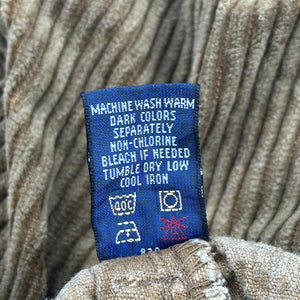 MACHINE WASH WARM
DARK COLORS
SEPARATELY
NON-CHLORINE
BLEACH IF NEEDED
TUMBLE DRY LOW
COOL IRON
40C